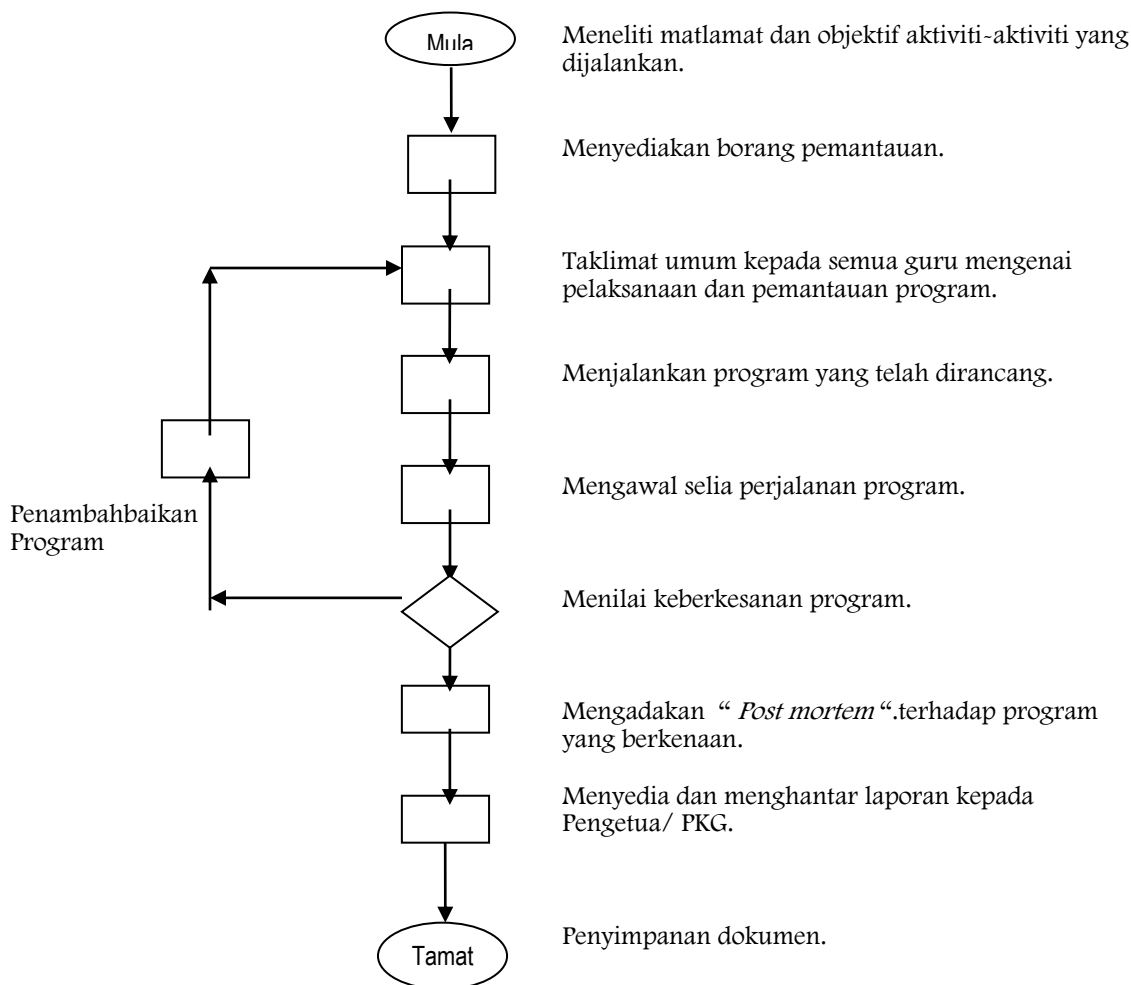 Mula
Meneliti matlamat dan objektif aktiviti-aktiviti yang
dijalankan.
Menyediakan borang pemantauan.
Taklimat umum kepada semua guru mengenai
pelaksanaan dan pemantauan program.
Menjalankan program yang telah dirancang.
Mengawal selia perjalanan program.
Penambahbaikan
Program
Menilai keberkesanan program.
Mengadakan “ Post mortem “.terhadap program
yang berkenaan.
Menyedia dan menghantar laporan kepada
Pengetua/ PKG.
Tamat
Penyimpanan dokumen.